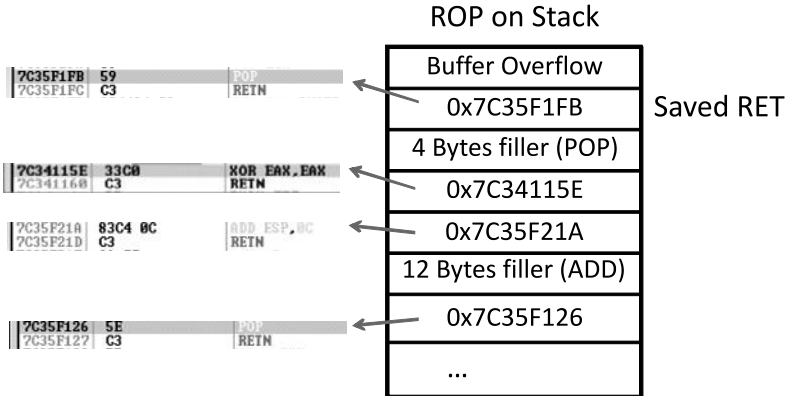 ROP on Stack
Buffer Overflow
7C35F1FB 59 POP
7C35F1FC C3 RETN
0x7C35F1FB
Saved RET
4 Bytes filler (POP)
7C34115E 33C0 XOR EAX,EAX
7C341160 C3 RETN
0x7C34115E
7C35F21A 83C4 0C ADD ESP,0C
7C35F21D C3 RETN
0x7C35F21A
12 Bytes filler (ADD)
7C35F126 5E POP
7C35F127 C3 RETN
0x7C35F126
...